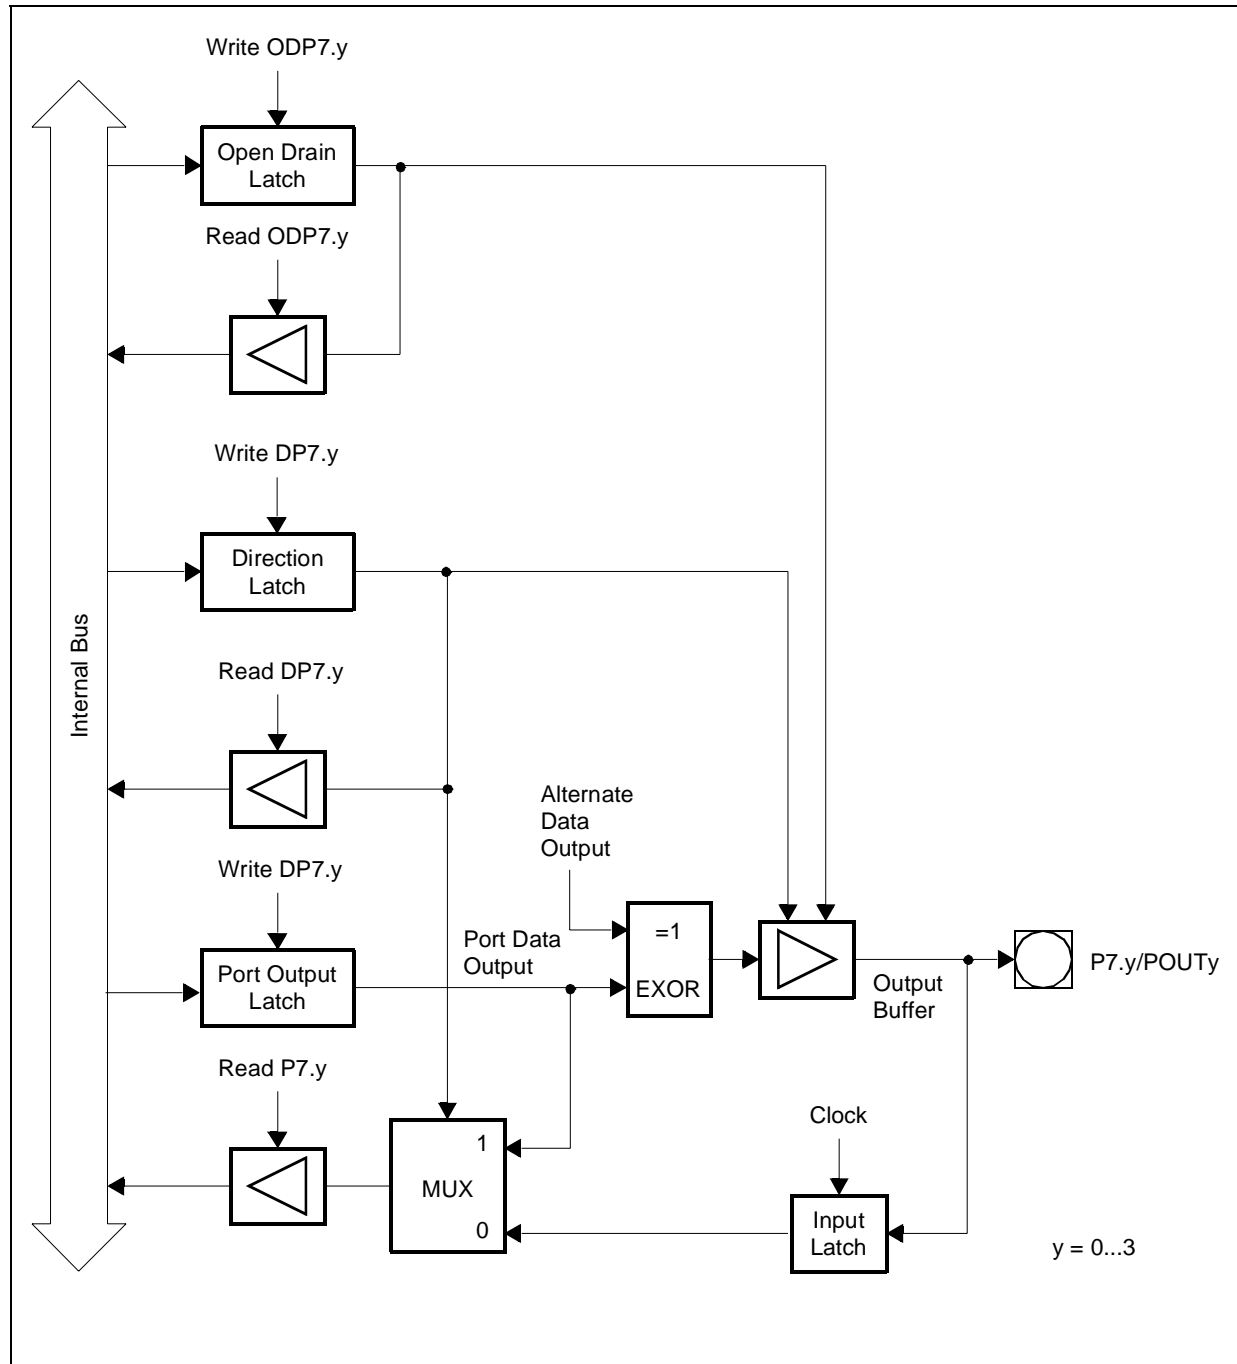 Write ODP7.y
Open Drain
Latch
Read ODP7.y
Write DP7.y
Direction
Latch
Internal Bus
Read DP7.y
Alternate
Data
Output
Write DP7.y
=1
Port Data
Output
EXOR
Port Output
Latch
P7.y/POUTy
Output
Buffer
Read P7.y
Clock
1
MUX
0
Input
Latch
y = 0...3